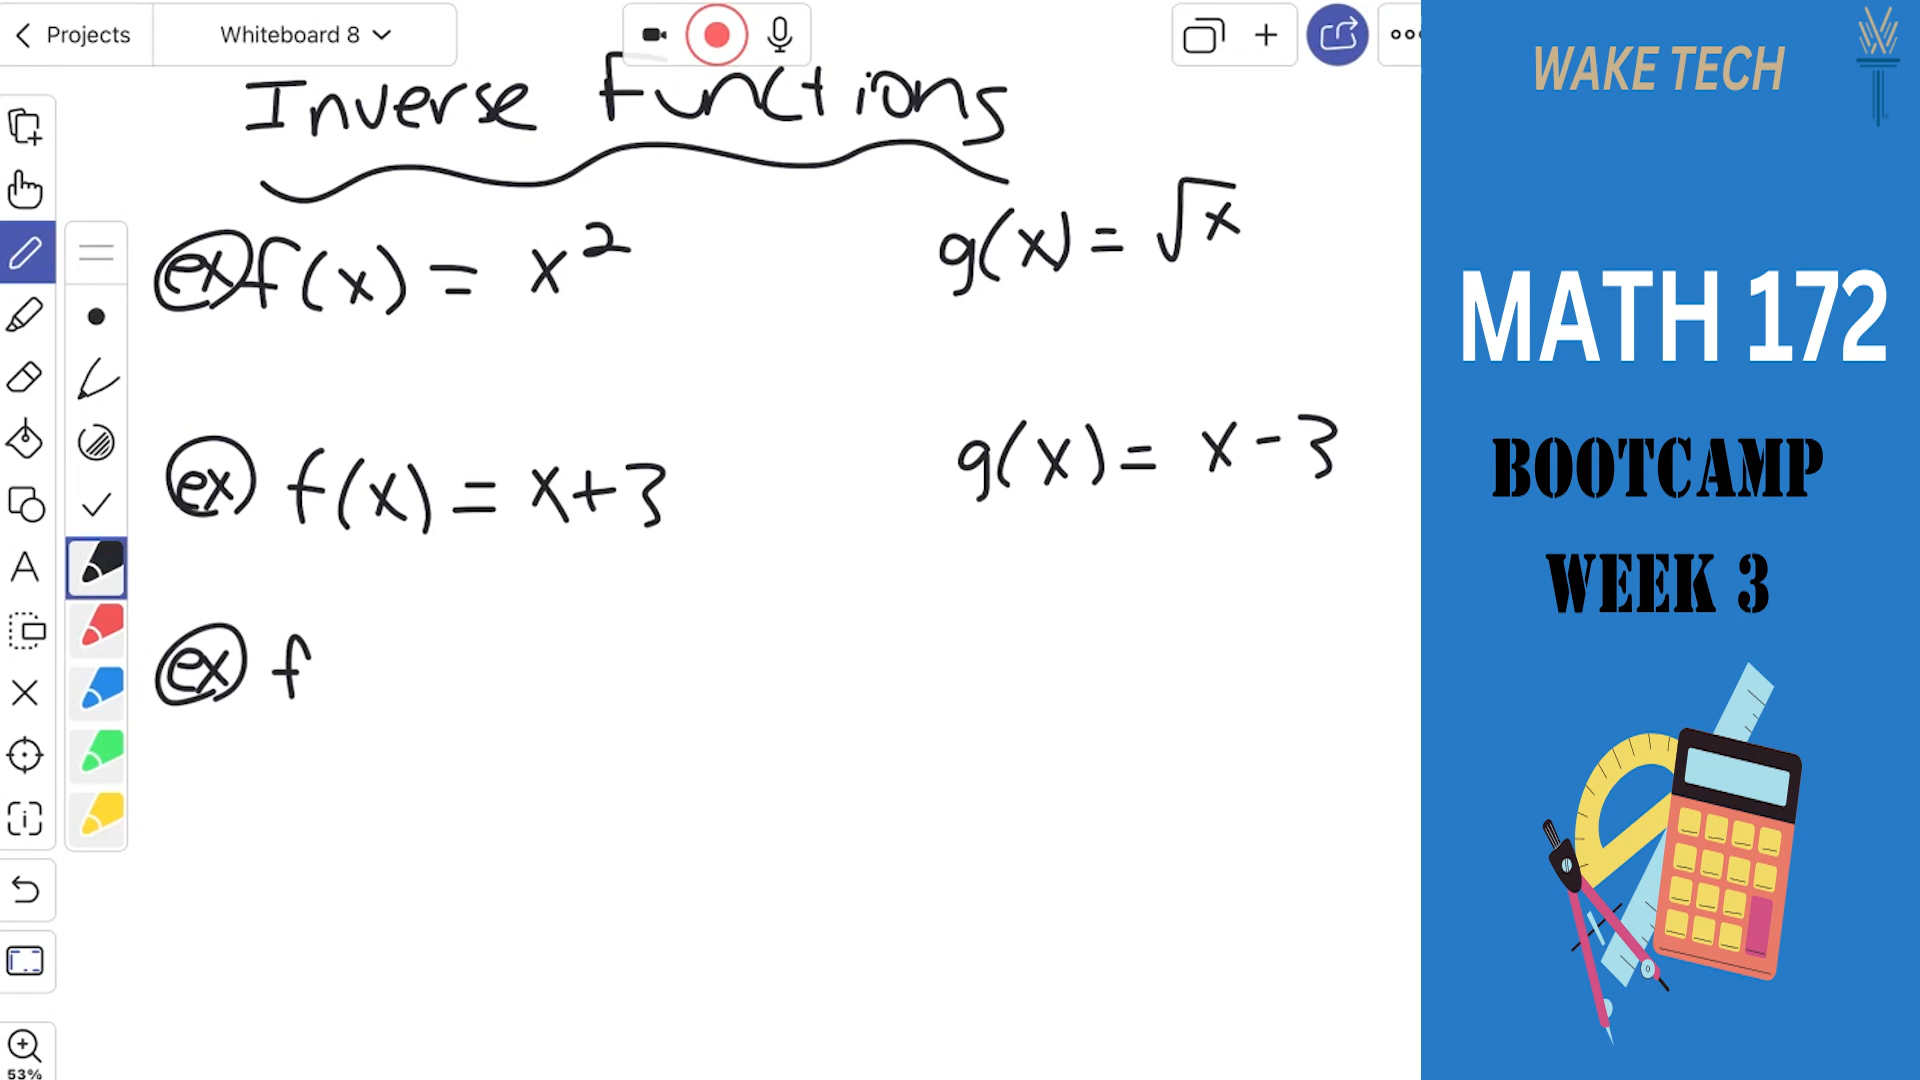 Projects
Whiteboard 8
Inverse Functions
ex f(x) = x²
g(x) = √x
ex f(x) = x+3
g(x) = x-3
ex f
A
53%
WAKE TECH
MATH 172
BOOTCAMP
WEEK 3